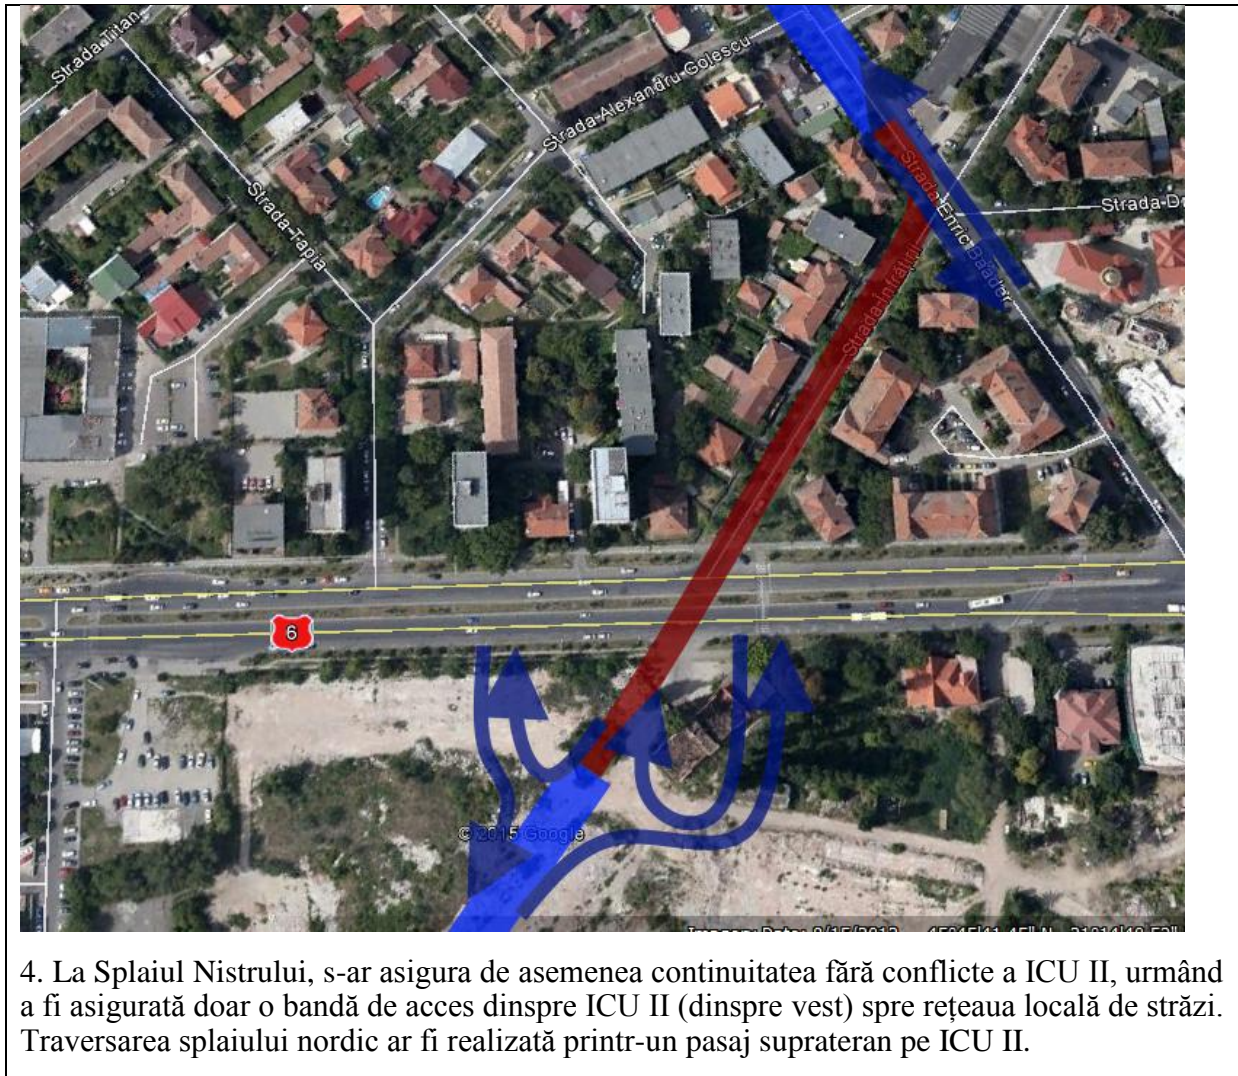 Strada Titan
Strada Alexandru Golescu
Strada Tapia
Strada Enric Baader
Strada D
Strada Înfrățirii
6
© 2015 Google
4. La Splaiul Nistrului, s-ar asigura de asemenea continuitatea fără conflicte a ICU II, urmând
a fi asigurată doar o bandă de acces dinspre ICU II (dinspre vest) spre rețeaua locală de străzi.
Traversarea splaiului nordic ar fi realizată printr-un pasaj suprateran pe ICU II.